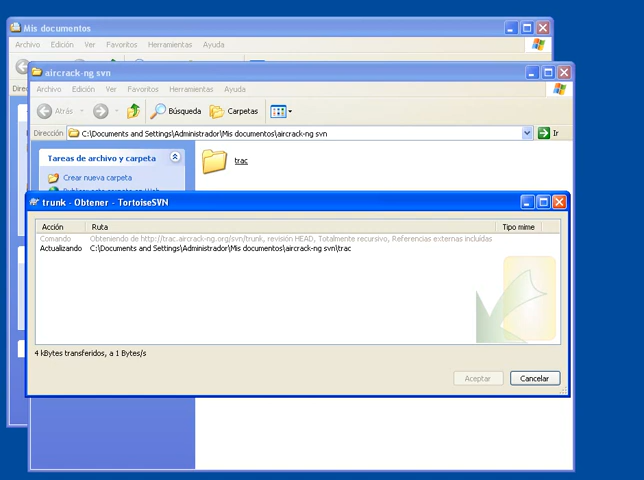 Mis documentos
Archivo Edición Ver Favoritos Herramientas Ayuda
aircrack-ng svn
Archivo Edición Ver Favoritos Herramientas Ayuda
Atrás Búsqueda Carpetas
Dirección C:\Documents and Settings\Administrador\Mis documentos\aircrack-ng svn Ir
Tareas de archivo y carpeta
trac
Crear nueva carpeta
trunk - Obtener - TortoiseSVN
Acción Ruta Tipo mime
Comando Obteniendo de http://trac.aircrack-ng.org/svn/trunk, revisión HEAD, Totalmente recursivo, Referencias externas incluidas
Actualizando C:\Documents and Settings\Administrador\Mis documentos\aircrack-ng svn\trac
4 kBytes transferidos, a 1 Bytes/s
Aceptar Cancelar